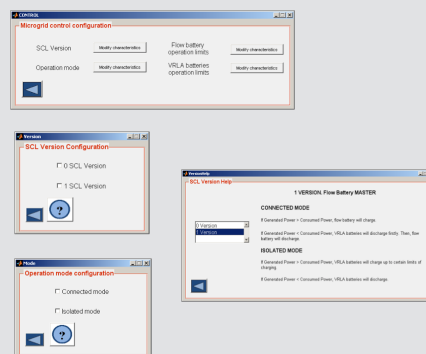 CONTROL
Microgrid control configuration
SCL Version
Modify characteristics
Flow battery
operation limits
Modify characteristics
Operation mode
Modify characteristics
VRLA batteries
operation limits
Modify characteristics
Version
SCL Version Configuration
0 SCL Version
1 SCL Version
?
Mode
Operation mode configuration
Connected mode
Isolated mode
?
VersionHelp
SCL Version Help
1 VERSION, Flow Battery MASTER
0 Version
1 Version
CONNECTED MODE
If Generated Power > Consumed Power, flow battery will charge.
If Generated Power < Consumed Power, VRLA batteries will discharge firstly. Then, flow
battery will discharge.
ISOLATED MODE
If Generated Power > Consumed Power, VRLA batteries will charge up to certain limits of
charging.
If Generated Power < Consumed Power, VRLA batteries will discharge.